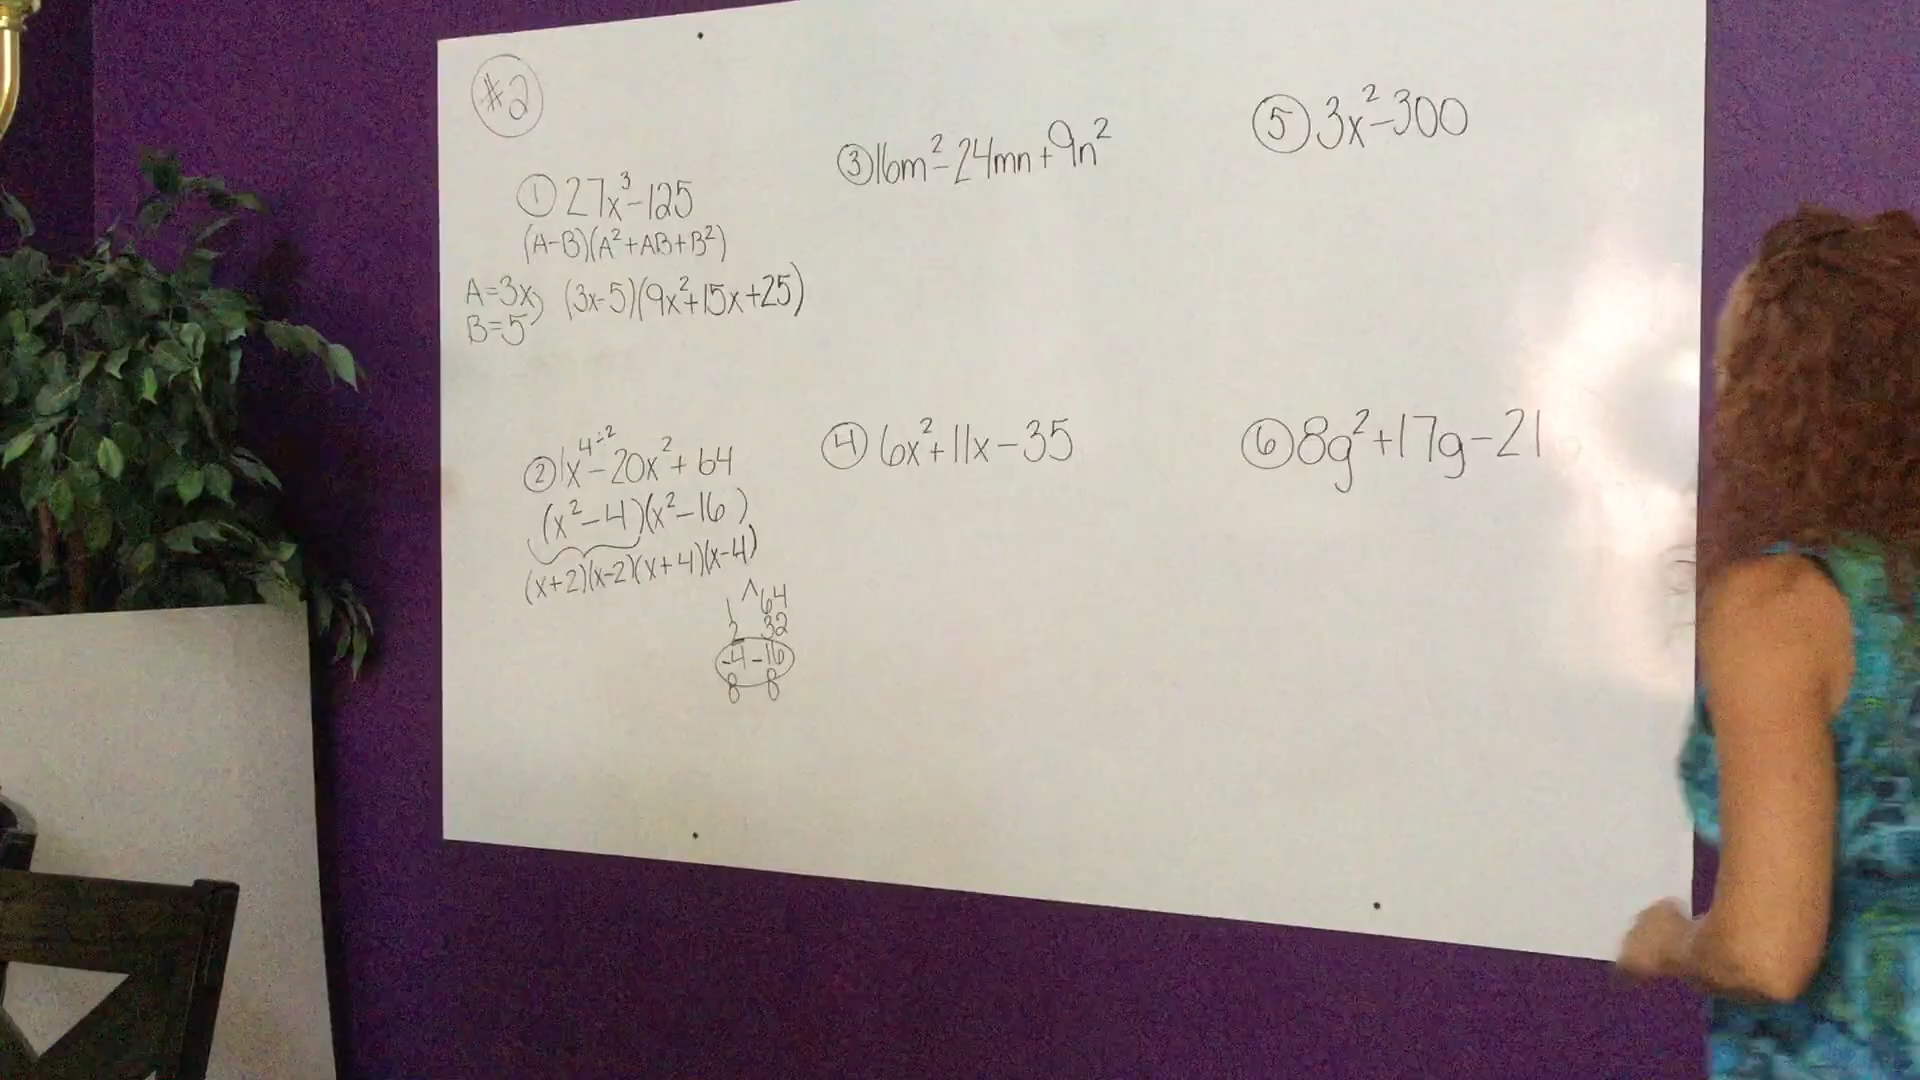 #2
① 27x³-125
(A-B)(A²+AB+B²)
A=3x
B=5
(3x-5)(9x²+15x+25)
② 1x⁴-20x²+64
÷2
(x²-4)(x²-16)
(x+2)(x-2)(x+4)(x-4)
^
1 64
2 32
-4 -16
8 8
③ 16m²-24mn+9n²
④ 6x²+11x-35
⑤ 3x²-300
⑥ 8g²+17g-21